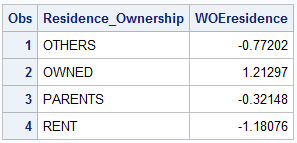 Obs Residence_Ownership WOEresidence
1 OTHERS -0.77202
2 OWNED 1.21297
3 PARENTS -0.32148
4 RENT -1.18076